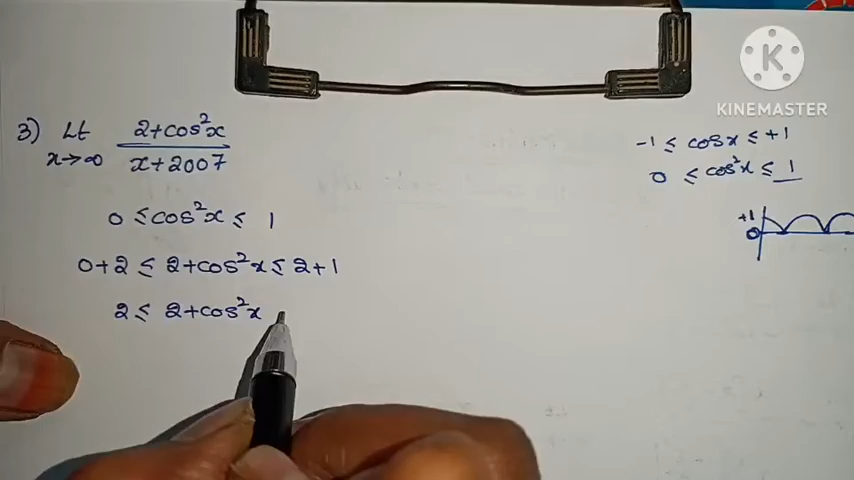 3) Lt 2+cos²x
x→∞ x+2007
0 ≤ cos²x ≤ 1
0+2 ≤ 2+cos²x ≤ 2+1
2 ≤ 2+cos²x
K
KINEMASTER
-1 ≤ cosx ≤ +1
0 ≤ cos²x ≤ 1
+1
0